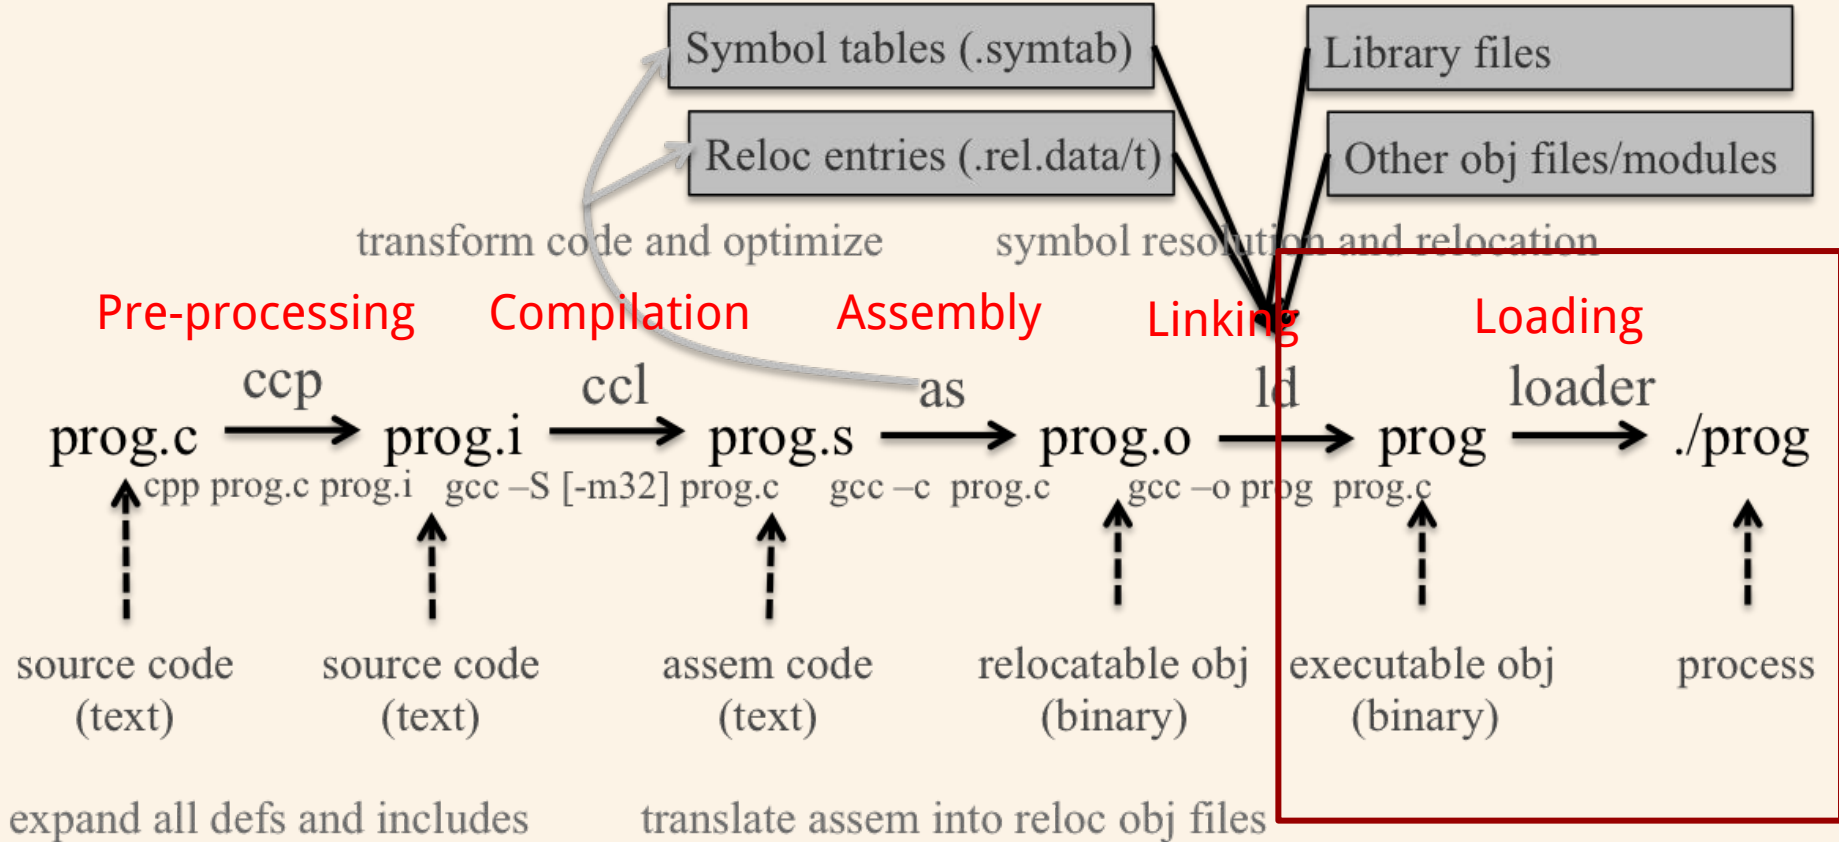 Symbol tables (.symtab)
Library files
Reloc entries (.rel.data/t)
Other obj files/modules
transform code and optimize
symbol resolution and relocation
Pre-processing
Compilation
Assembly
Linking
Loading
ccp
ccl
as
ld
loader
prog.c
prog.i
prog.s
prog.o
prog
./prog
cpp prog.c prog.i
gcc –S [-m32] prog.c
gcc –c prog.c
gcc –o prog prog.c
source code
(text)
source code
(text)
assem code
(text)
relocatable obj
(binary)
executable obj
(binary)
process
expand all defs and includes
translate assem into reloc obj files